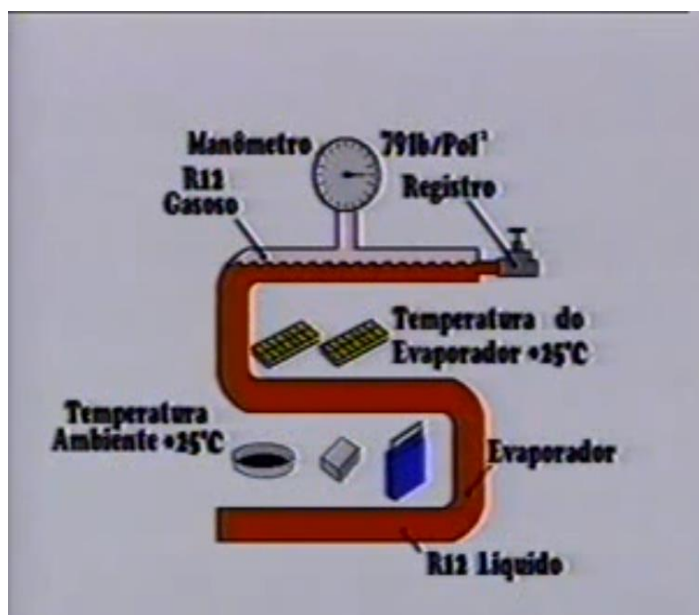 Manômetro 79lb/Pol²
R12
Gasoso
Registro
Temperatura do
Evaporador +25°C
Temperatura
Ambiente +25°C
Evaporador
R12 Líquido